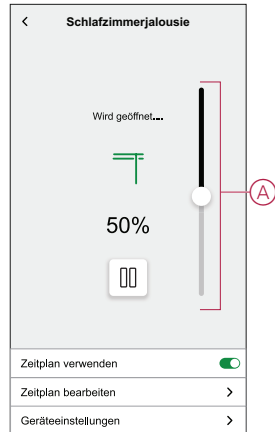 Schlafzimmerjalousie
Wird geöffnet...
A
50%
Zeitplan verwenden
Zeitplan bearbeiten
Geräteeinstellungen